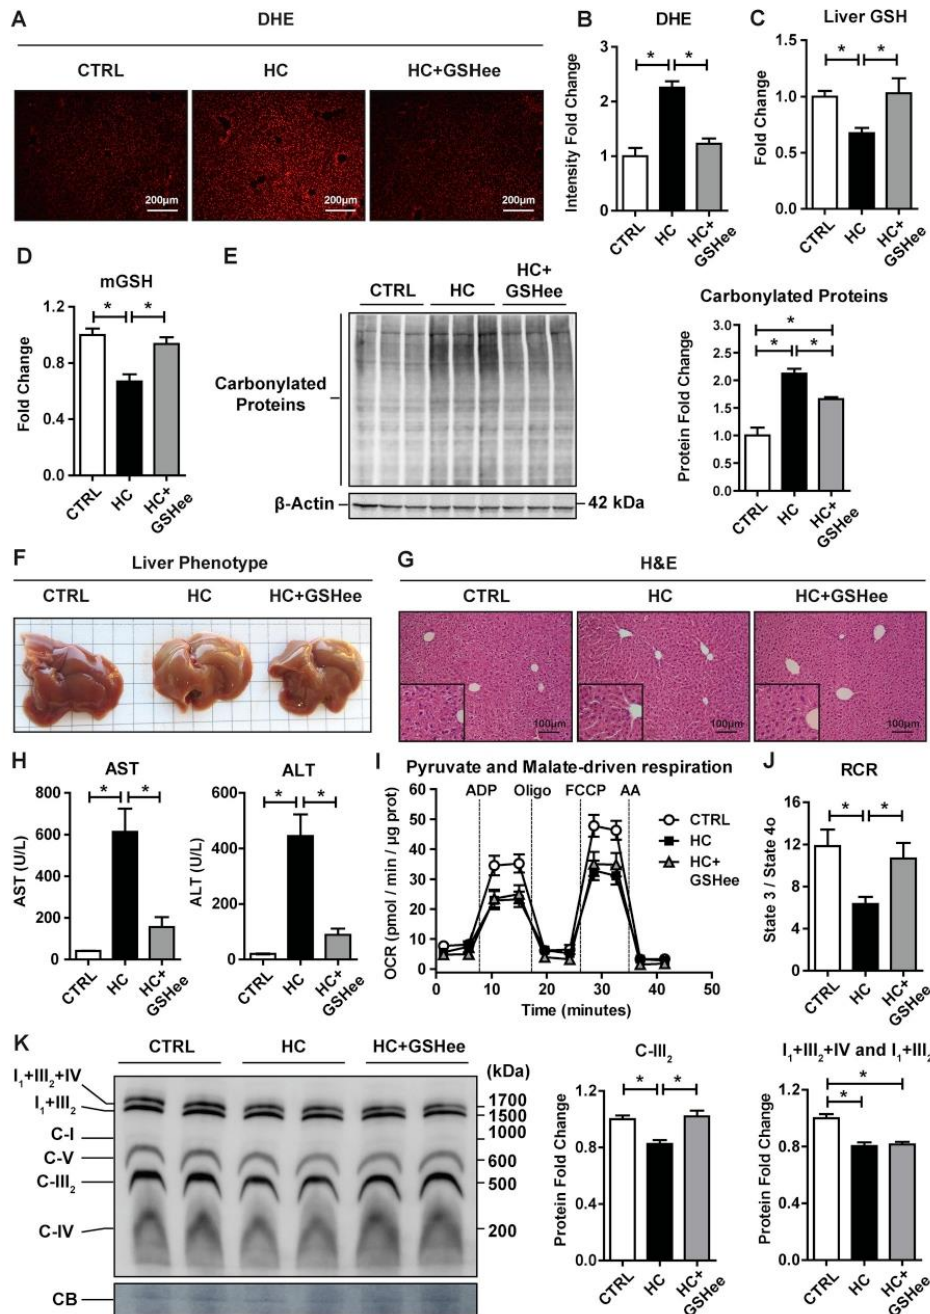 A
DHE
CTRL
HC
HC+GSHee
200µm
200µm
200µm
B
DHE
Intensity Fold Change
3
2
1
0
*
*
CTRL
HC
HC+
GSHee
C
Liver GSH
Fold Change
1.5
1.0
0.5
0.0
*
*
CTRL
HC
HC+
GSHee
D
mGSH
Fold Change
1.2
0.8
0.4
0.0
*
*
CTRL
HC
HC+
GSHee
E
CTRL
HC
HC+
GSHee
Carbonylated
Proteins
β-Actin
42 kDa
Carbonylated Proteins
Protein Fold Change
3.0
2.5
2.0
1.5
1.0
0.5
0.0
*
*
*
CTRL
HC
HC+
GSHee
F
Liver Phenotype
CTRL
HC
HC+GSHee
G
H&E
CTRL
HC
HC+GSHee
100µm
100µm
100µm
H
AST
AST (U/L)
800
600
400
200
0
*
*
CTRL
HC
HC+
GSHee
ALT
ALT (U/L)
600
400
200
0
*
*
CTRL
HC
HC+
GSHee
I
Pyruvate and Malate-driven respiration
ADP
Oligo
FCCP
AA
OCR (pmol / min / µg prot)
60
50
40
30
20
10
0
0
10
20
30
40
50
Time (minutes)
CTRL
HC
HC+
GSHee
J
RCR
State 3 / State 4o
16
12
8
4
0
*
*
CTRL
HC
HC+
GSHee
K
CTRL
HC
HC+GSHee
(kDa)
I₁+III₂+IV
I₁+III₂
C-I
C-V
C-III₂
C-IV
CB
1700
1500
1000
600
500
200
C-III₂
Protein Fold Change
1.2
0.8
0.4
0.0
*
*
CTRL
HC
HC+
GSHee
I₁+III₂+IV and I₁+III₂
Protein Fold Change
1.2
0.8
0.4
0.0
*
*
CTRL
HC
HC+
GSHee